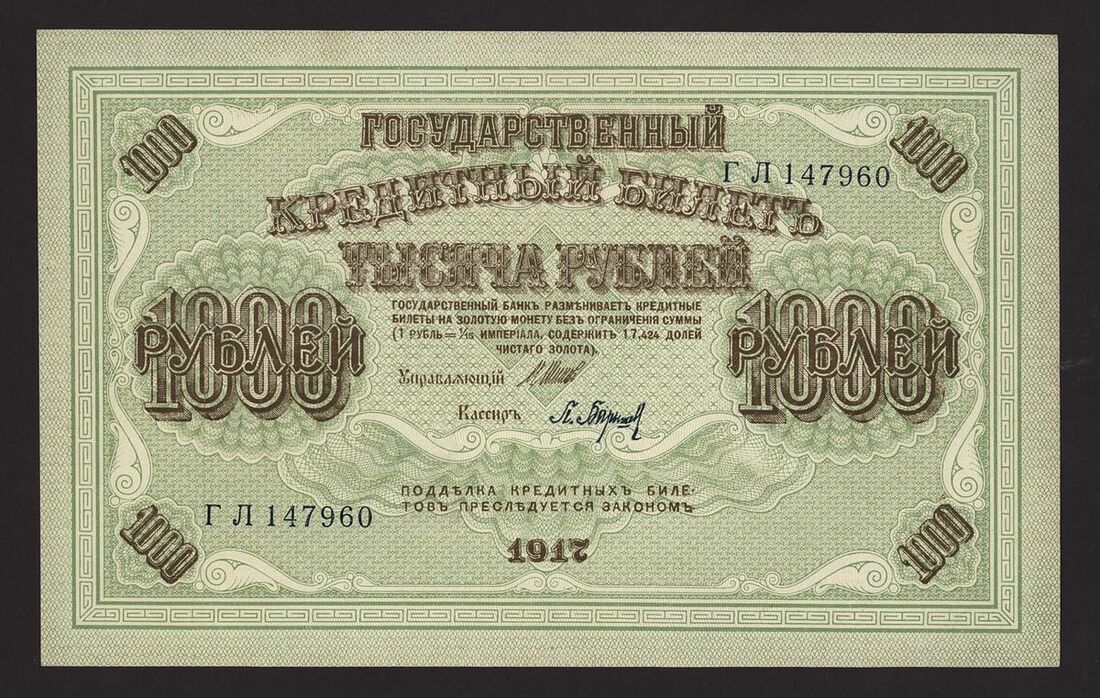 1000
1000
ГОСУДАРСТВЕННЫЙ
ГЛ 147960
КРЕДИТНЫЙ БИЛЕТЪ
ТЫСЯЧА РУБЛЕЙ
1000
РУБЛЕЙ
1000
РУБЛЕЙ
ГОСУДАРСТВЕННЫЙ БАНКЪ РАЗМѢНИВАЕТЪ КРЕДИТНЫЕ
БИЛЕТЫ НА ЗОЛОТУЮ МОНЕТУ БЕЗЪ ОГРАНИЧЕНІЯ СУММЫ
(1 РУБЛЬ = 1/15 ИМПЕРІАЛА, СОДЕРЖИТЪ 17,424 ДОЛЕЙ
ЧИСТАГО ЗОЛОТА).
Управляющій
Кассиръ
ПОДДѢЛКА КРЕДИТНЫХЪ БИЛЕ-
ТОВЪ ПРЕСЛѢДУЕТСЯ ЗАКОНОМЪ
ГЛ 147960
1917
1000
1000